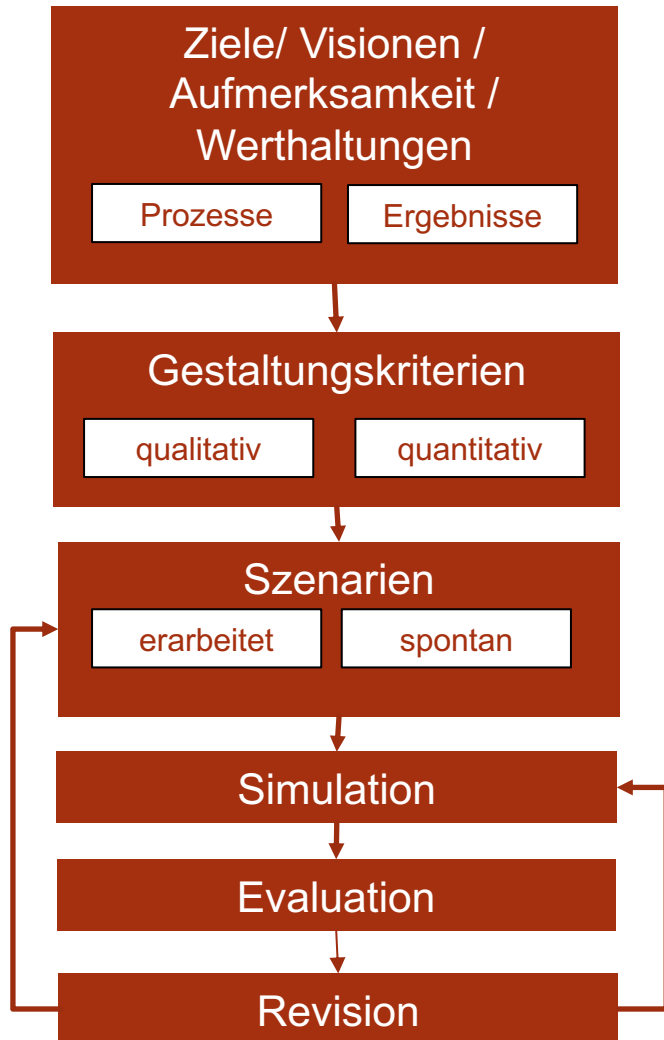 Ziele/ Visionen /
Aufmerksamkeit /
Werthaltungen
Prozesse
Ergebnisse
Gestaltungskriterien
qualitativ
quantitativ
Szenarien
erarbeitet
spontan
Simulation
Evaluation
Revision